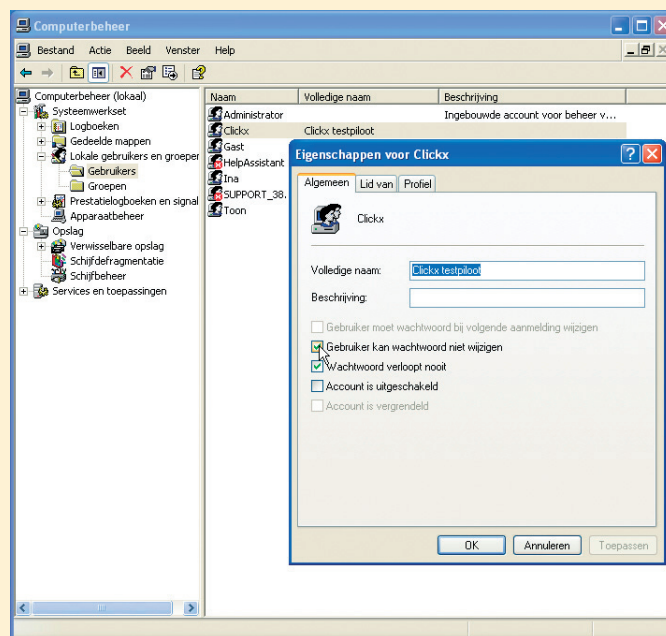 Computerbeheer
Bestand Actie Beeld Venster Help
Computerbeheer (lokaal)
Systeemwerkset
Logboeken
Gedeelde mappen
Lokale gebruikers en groeper
Gebruikers
Groepen
Prestatielogboeken en signal
Apparaatbeheer
Opslag
Verwisselbare opslag
Schijfdefragmentatie
Schijfbeheer
Services en toepassingen
Naam Volledige naam Beschrijving
Administrator Ingebouwde account voor beheer v...
Clickx Clickx testpiloot
Gast
HelpAssistant
Ina
SUPPORT_38.
Toon
Eigenschappen voor Clickx
Algemeen Lid van Profiel
Clickx
Volledige naam: Clickx testpiloot
Beschrijving:
Gebruiker moet wachtwoord bij volgende aanmelding wijzigen
Gebruiker kan wachtwoord niet wijzigen
Wachtwoord verloopt nooit
Account is uitgeschakeld
Account is vergrendeld
OK Annuleren Toepassen